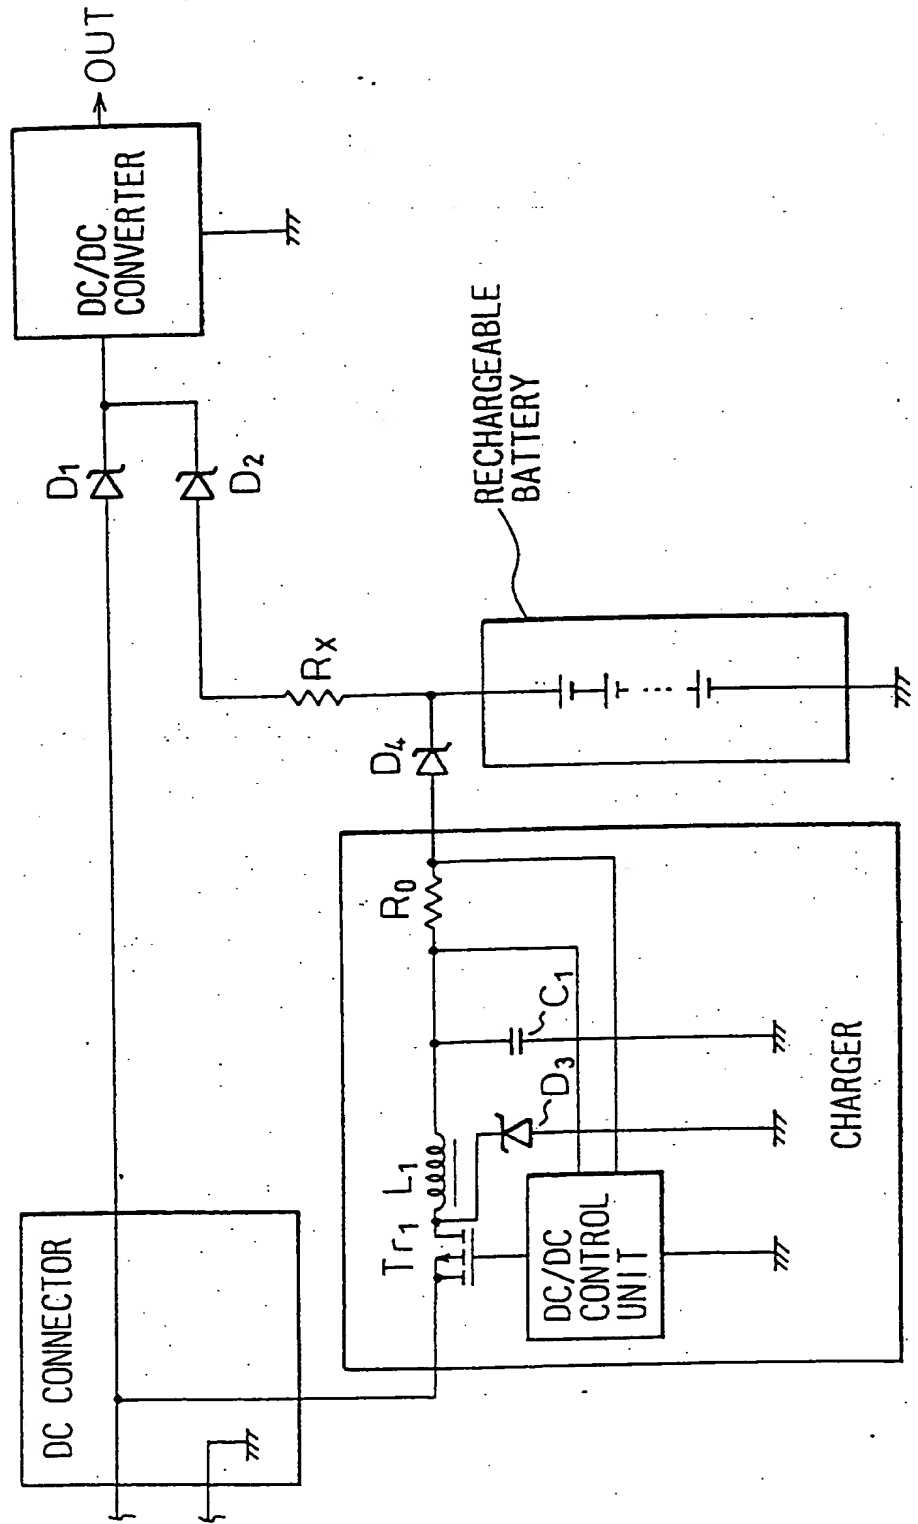 DC CONNECTOR
D1
D2
DC/DC
CONVERTER
OUT
RX
D4
RECHARGEABLE
BATTERY
Tr1
L1
R0
C1
D3
DC/DC
CONTROL
UNIT
CHARGER